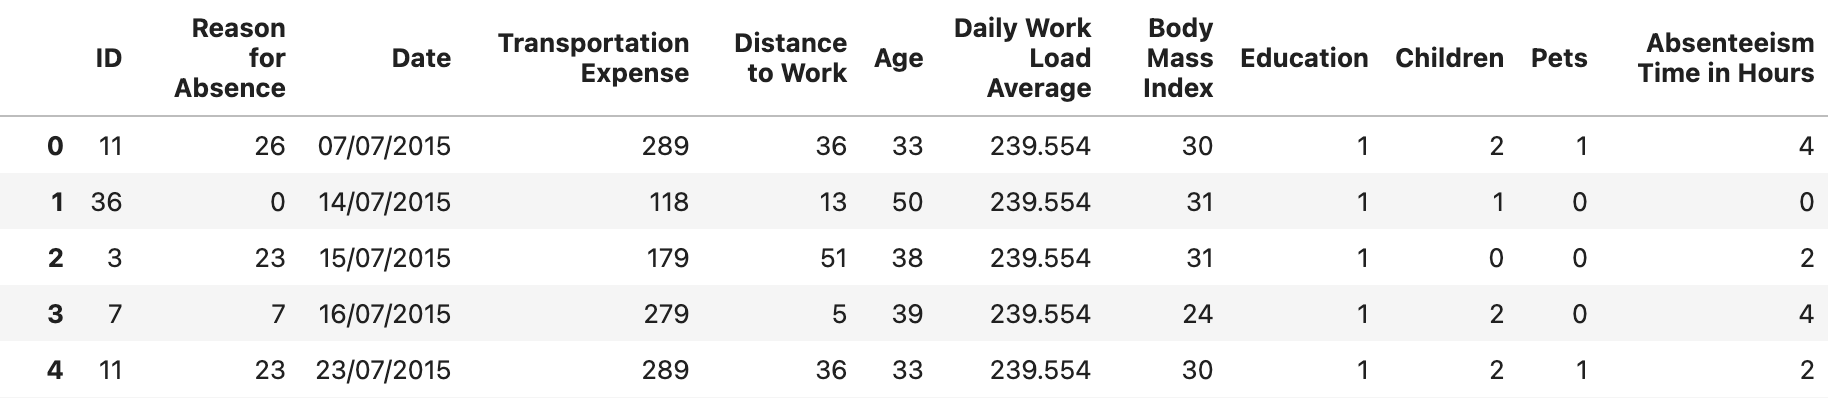 ID Reason for Absence Date Transportation Expense Distance to Work Age Daily Work Load Average Body Mass Index Education Children Pets Absenteeism Time in Hours
0 11 26 07/07/2015 289 36 33 239.554 30 1 2 1 4
1 36 0 14/07/2015 118 13 50 239.554 31 1 1 0 0
2 3 23 15/07/2015 179 51 38 239.554 31 1 0 0 2
3 7 7 16/07/2015 279 5 39 239.554 24 1 2 0 4
4 11 23 23/07/2015 289 36 33 239.554 30 1 2 1 2